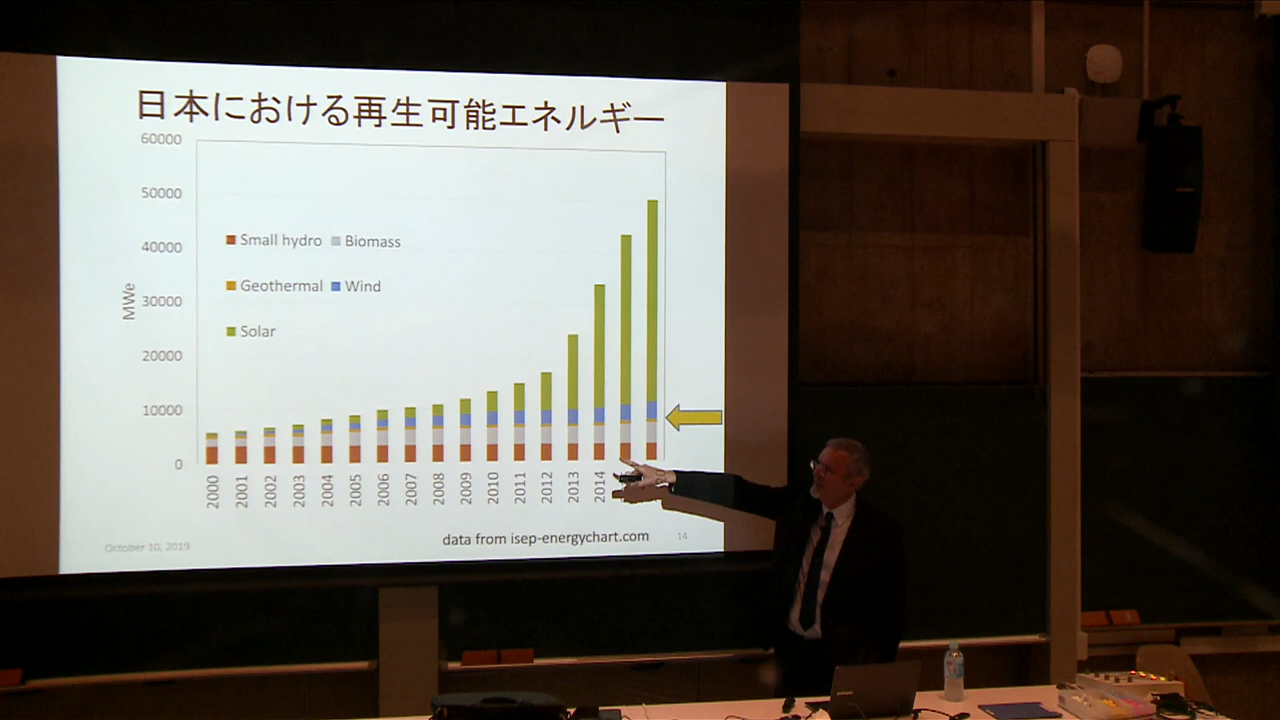 日本における再生可能エネルギー
60000
50000
40000
30000
20000
10000
0
MWe
Small hydro Biomass
Geothermal Wind
Solar
2000 2001 2002 2003 2004 2005 2006 2007 2008 2009 2010 2011 2012 2013 2014
data from isep-energychart.com
October 10, 2019
14